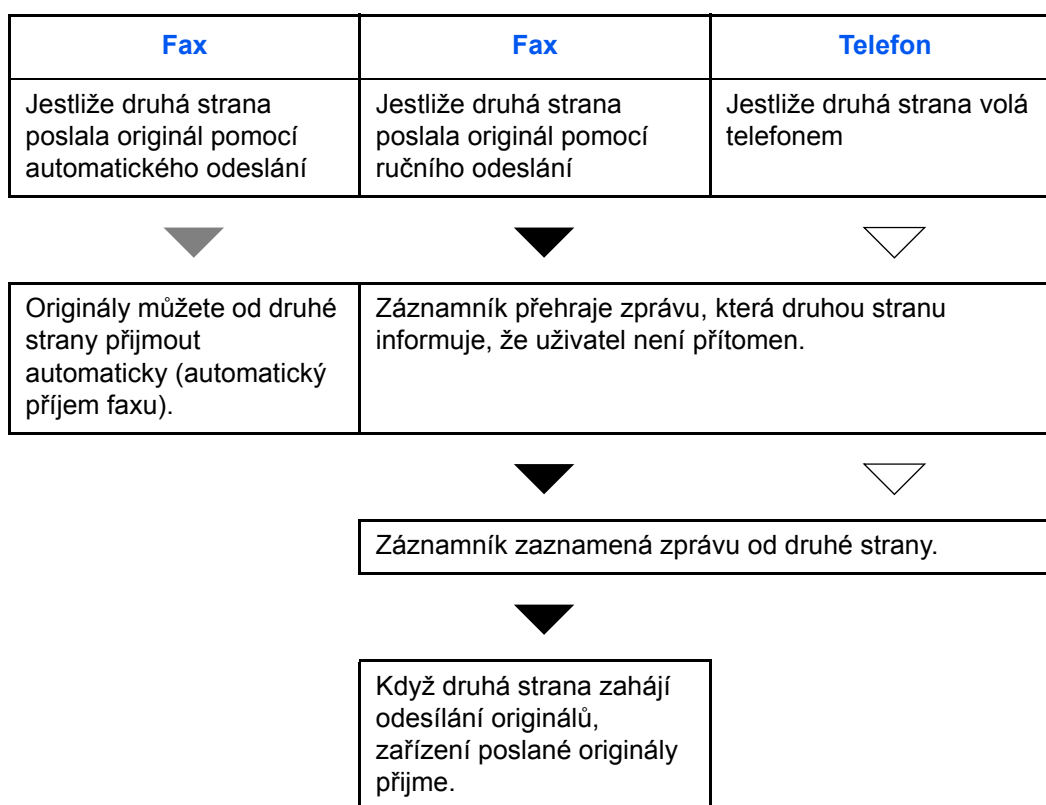 Fax
Fax
Telefon
Jestliže druhá strana
poslala originál pomocí
automatického odeslání
Jestliže druhá strana
poslala originál pomocí
ručního odeslání
Jestliže druhá strana volá
telefonem
Originály můžete od druhé
strany přijmout
automaticky (automatický
příjem faxu).
Záznamník přehraje zprávu, která druhou stranu
informuje, že uživatel není přítomen.
Záznamník zaznamená zprávu od druhé strany.
Když druhá strana zahájí
odesílání originálů,
zařízení poslané originály
přijme.